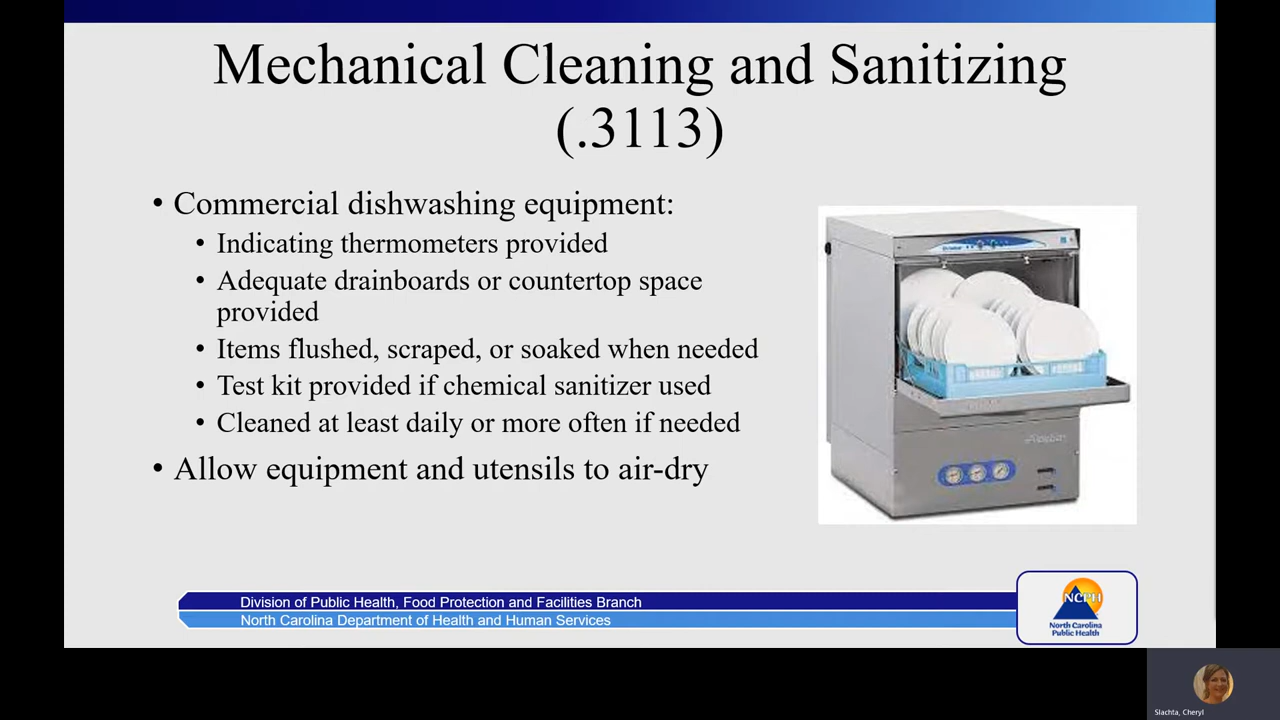 Mechanical Cleaning and Sanitizing
(.3113)
• Commercial dishwashing equipment:
• Indicating thermometers provided
• Adequate drainboards or countertop space
provided
• Items flushed, scraped, or soaked when needed
• Test kit provided if chemical sanitizer used
• Cleaned at least daily or more often if needed
• Allow equipment and utensils to air-dry
Division of Public Health, Food Protection and Facilities Branch
North Carolina Department of Health and Human Services
NCPH
North Carolina
Public Health
Slachta, Cheryl